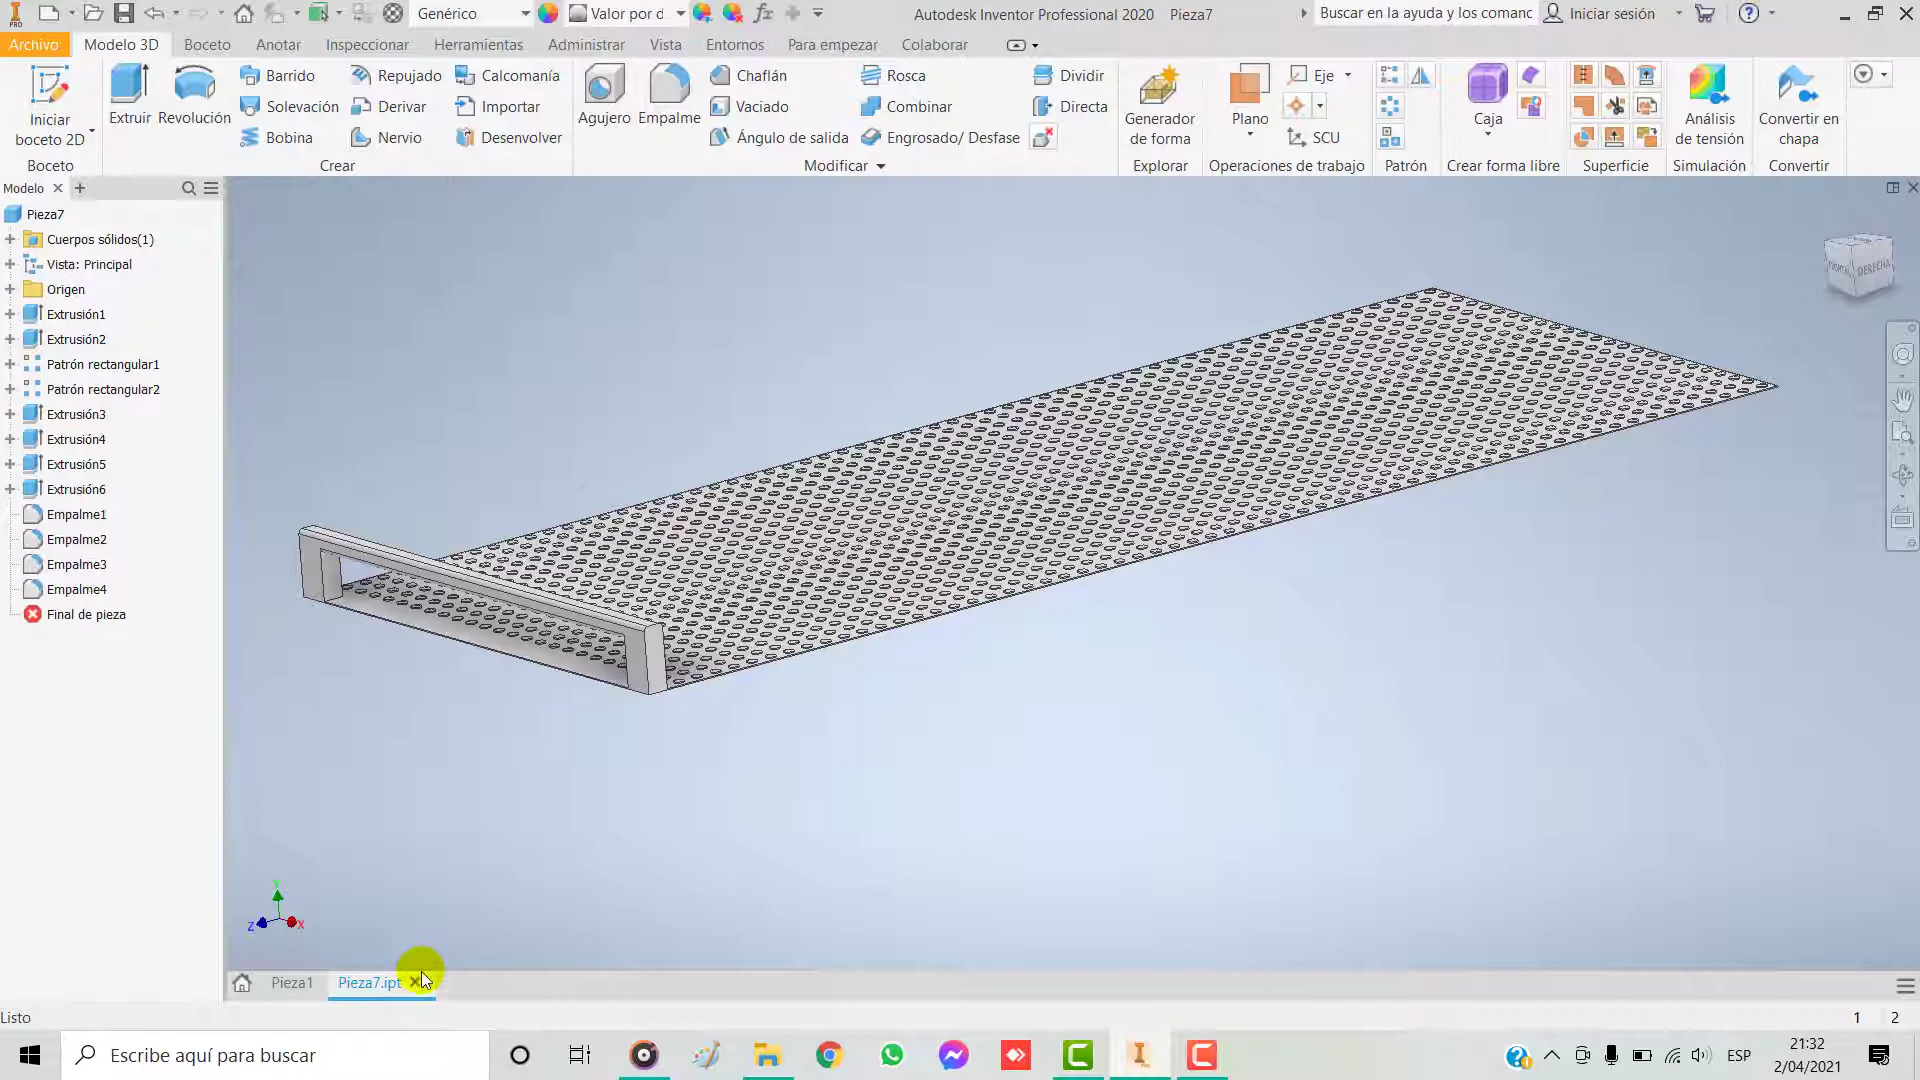 PRO
Genérico
Valor por d
Autodesk Inventor Professional 2020 Pieza7
Buscar en la ayuda y los comanc
Iniciar sesión
Archivo
Modelo 3D
Boceto
Anotar
Inspeccionar
Herramientas
Administrar
Vista
Entornos
Para empezar
Colaborar
Iniciar
boceto 2D
Extruir
Revolución
Barrido
Solevación
Bobina
Repujado
Derivar
Nervio
Calcomanía
Importar
Desenvolver
Agujero
Empalme
Chaflán
Vaciado
Ángulo de salida
Rosca
Combinar
Engrosado/ Desfase
Dividir
Directa
Generador
de forma
Plano
Eje
SCU
Caja
Análisis
de tensión
Convertir en
chapa
Boceto
Crear
Modificar
Explorar
Operaciones de trabajo
Patrón
Crear forma libre
Superficie
Simulación
Convertir
Modelo
Pieza7
Cuerpos sólidos(1)
Vista: Principal
Origen
Extrusión1
Extrusión2
Patrón rectangular1
Patrón rectangular2
Extrusión3
Extrusión4
Extrusión5
Extrusión6
Empalme1
Empalme2
Empalme3
Empalme4
Final de pieza
DERECHA
Y
Z
X
Pieza1
Pieza7.ipt
Listo
1
2
Escribe aquí para buscar
ESP
21:32
2/04/2021